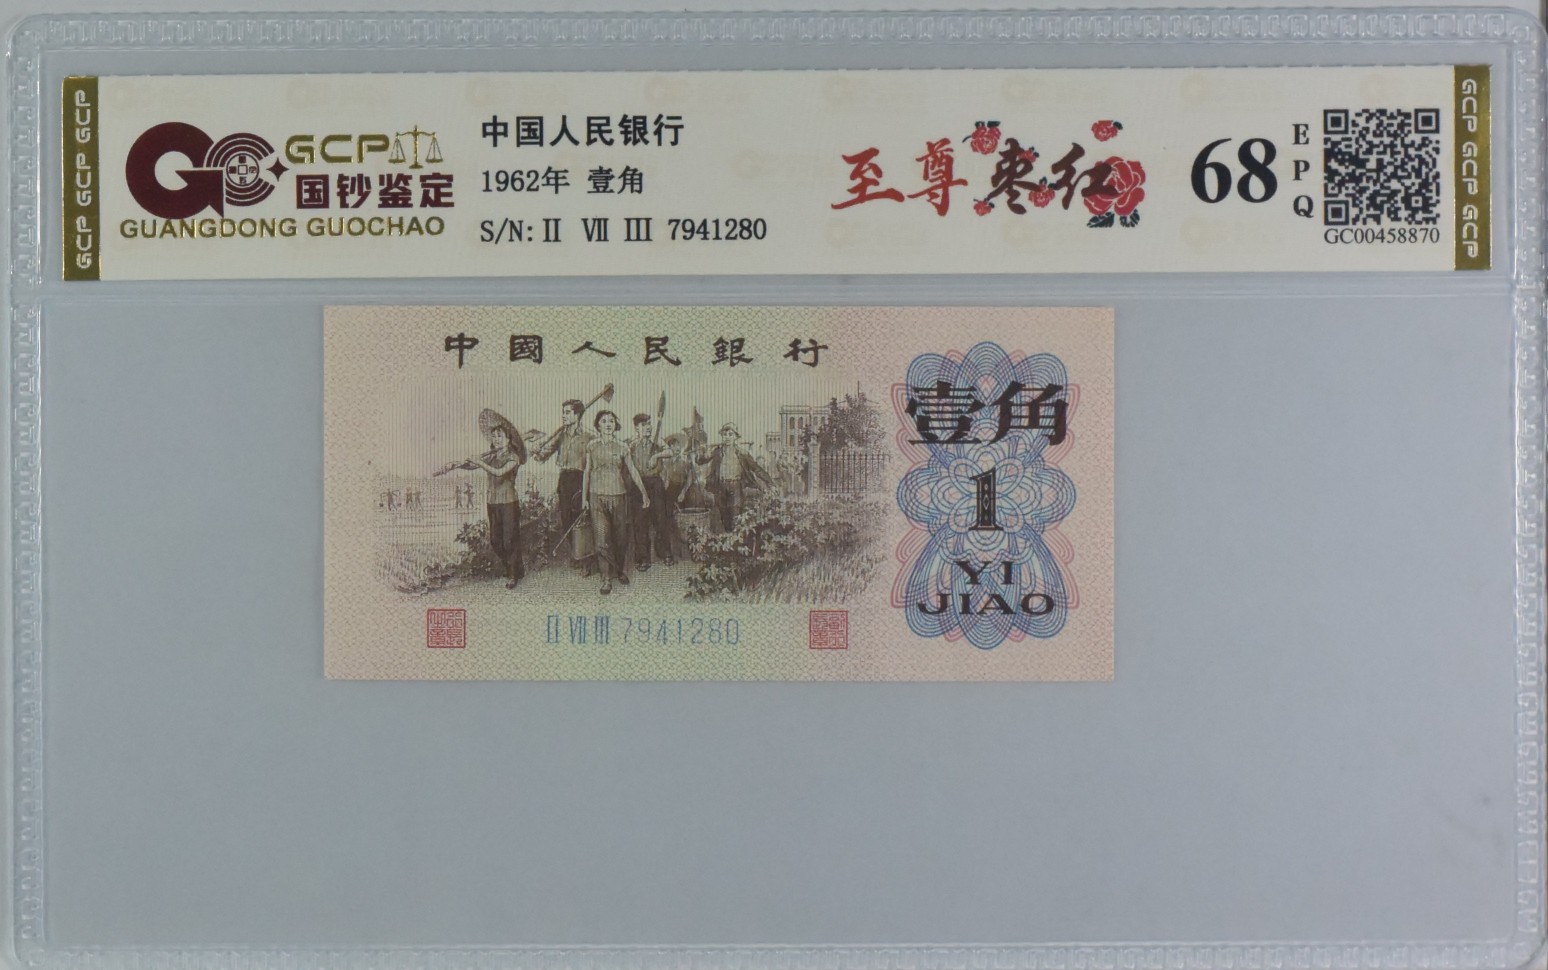 GCP GCP GCP
GCP
国钞鉴定
GUANGDONG GUOCHAO
中国人民银行
1962年 壹角
S/N: II VII III 7941280
至尊枣红
68
EPQ
GC00458870
GCP GCP GCP
中國人民銀行
壹角
1
YI
JIAO
II VII III 7941280